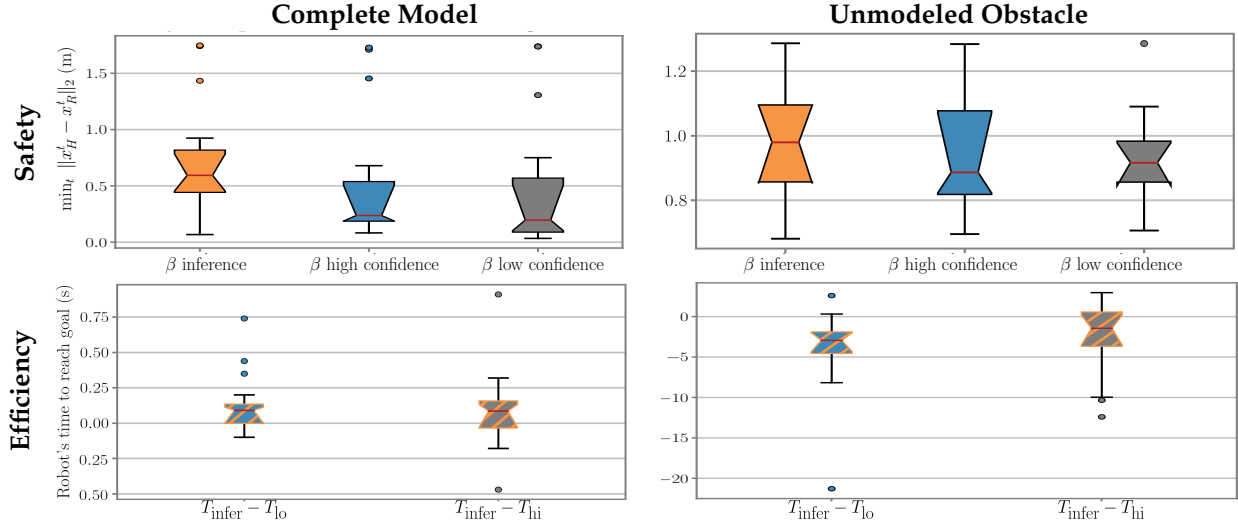 Complete Model
Unmodeled Obstacle
Safety
min_t ||x^t_H − x^t_R||_2 (m)
1.5
1.0
0.5
0.0
β inference
β high confidence
β low confidence
1.2
1.0
0.8
β inference
β high confidence
β low confidence
Efficiency
Robot's time to reach goal (s)
0.75
0.50
0.25
0.00
0.25
0.50
T_infer − T_lo
T_infer − T_hi
0
−5
−10
−15
−20
T_infer − T_lo
T_infer − T_hi